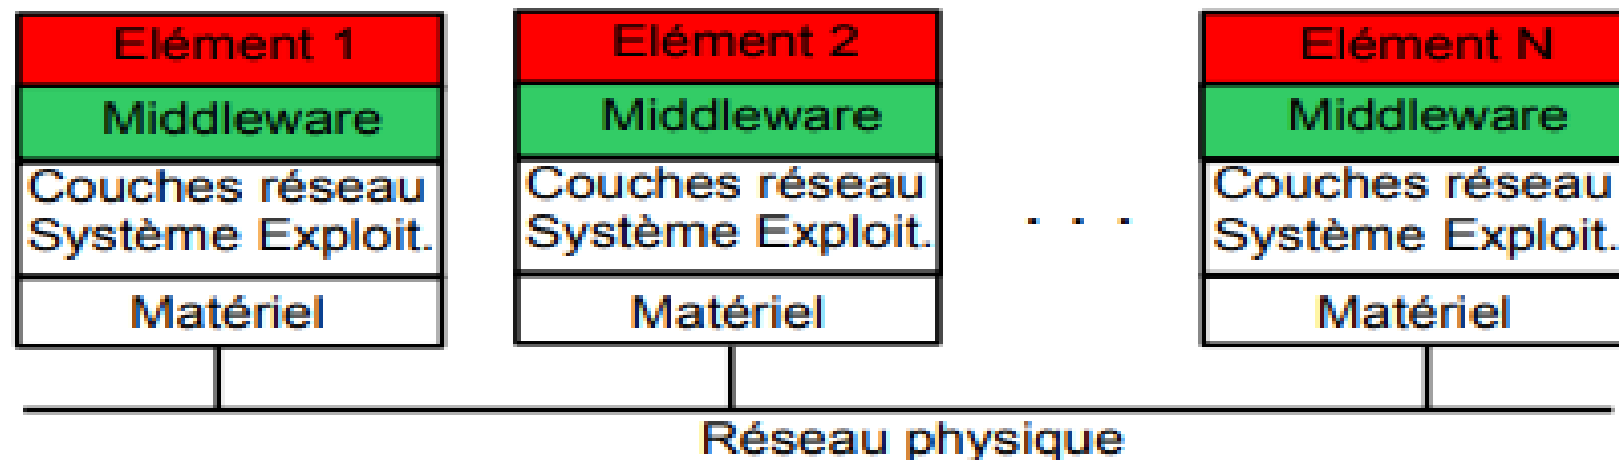 Elément 1
Middleware
Couches réseau
Système Exploit.
Matériel
Elément 2
Middleware
Couches réseau
Système Exploit.
Matériel
. . .
Elément N
Middleware
Couches réseau
Système Exploit.
Matériel
Réseau physique